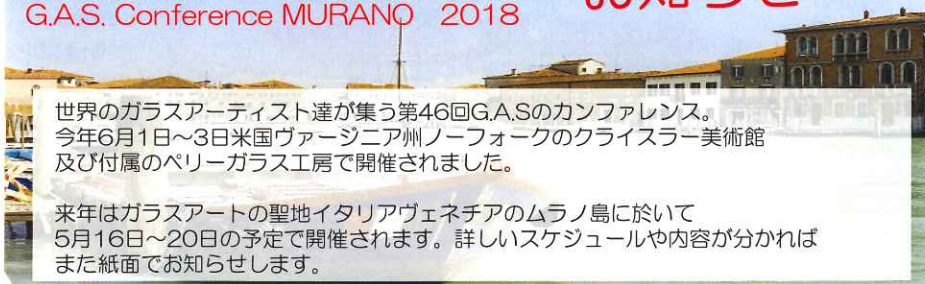 G.A.S. Conference MURANO 2018
お知らせ
世界のガラスアーティスト達が集う第46回G.A.Sのカンファレンス。
今年6月1日～3日米国ヴァージニア州ノーフォークのクライスラー美術館
及び付属のペリーガラス工房で開催されました。
来年はガラスアートの聖地イタリアヴェネチアのムラノ島に於いて
5月16日～20日の予定で開催されます。詳しいスケジュールや内容が分かれば
また紙面でお知らせします。